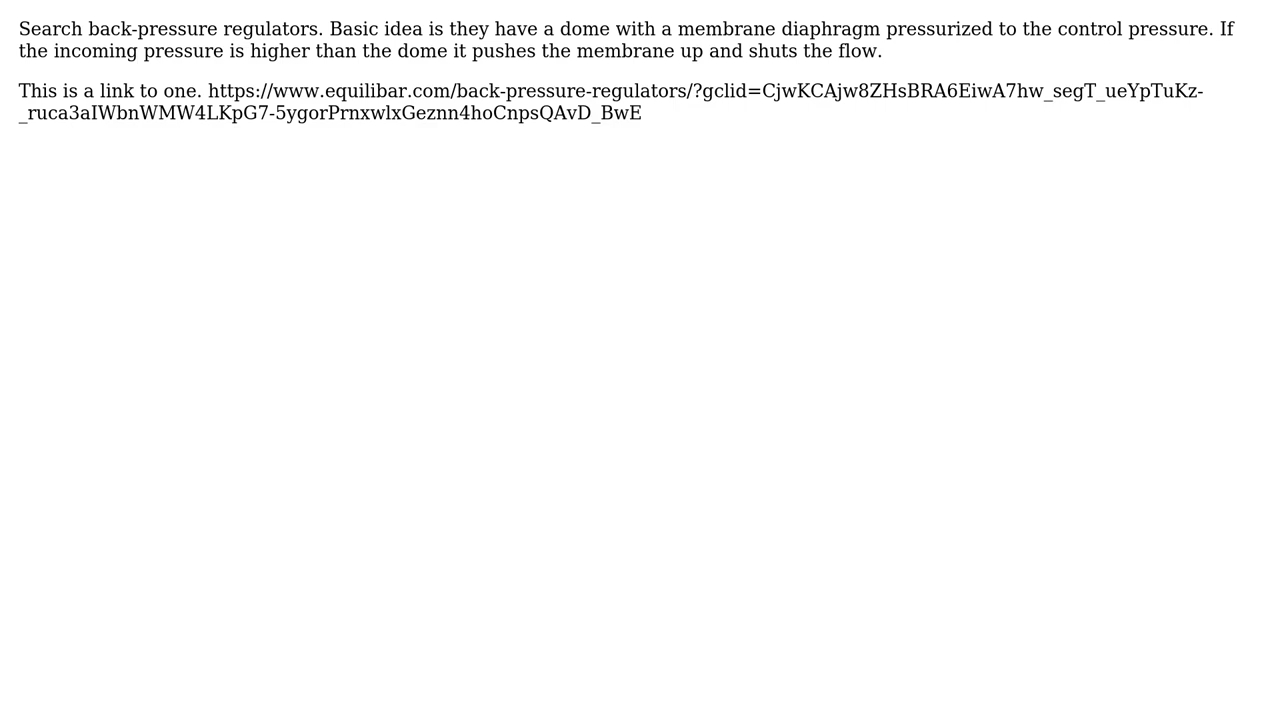 Search back-pressure regulators. Basic idea is they have a dome with a membrane diaphragm pressurized to the control pressure. If
the incoming pressure is higher than the dome it pushes the membrane up and shuts the flow.
This is a link to one. https://www.equilibar.com/back-pressure-regulators/?gclid=CjwKCAjw8ZHsBRA6EiwA7hw_segT_ueYpTuKz-
_ruca3aIWbnWMW4LKpG7-5ygorPrnxwlxGeznn4hoCnpsQAvD_BwE